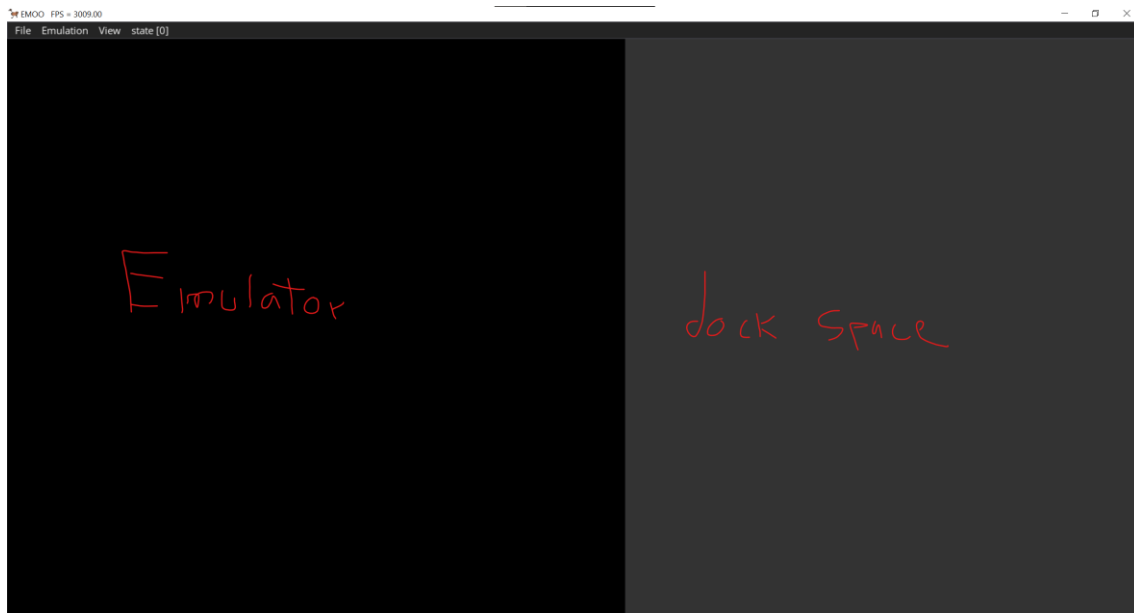 EMOO FPS = 3009.00
File Emulation View state [0]
Emulator
dock space